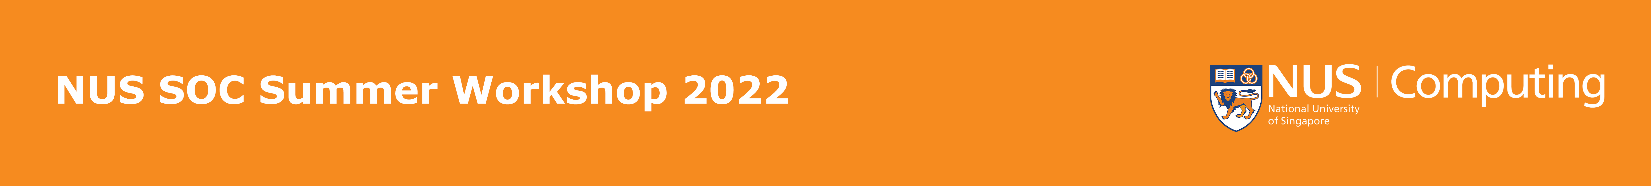 NUS SOC Summer Workshop 2022
NUS | Computing
National University
of Singapore